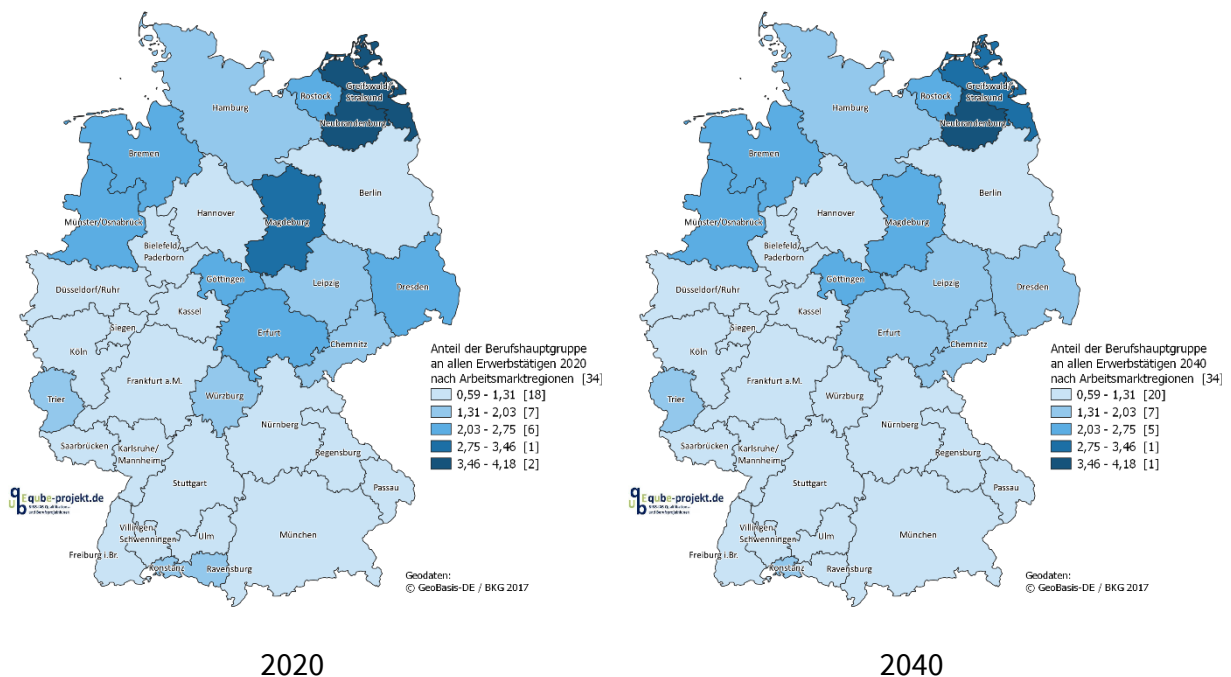 Hamburg
Rostock
Greifswald/
Stralsund
Neubrandenburg
Bremen
Berlin
Hannover
Magdeburg
Münster/Osnabrück
Bielefeld/
Paderborn
Göttingen
Leipzig
Dresden
Düsseldorf/Ruhr
Kassel
Siegen
Erfurt
Chemnitz
Köln
Frankfurt a.M.
Trier
Würzburg
Nürnberg
Saarbrücken
Karlsruhe/
Mannheim
Regensburg
Stuttgart
Passau
Villingen/
Schwenningen
Ulm
München
Freiburg i.Br.
Konstanz
Ravensburg
Anteil der Berufshauptgruppe
an allen Erwerbstätigen 2020
nach Arbeitsmarktregionen [34]
0,59 - 1,31 [18]
1,31 - 2,03 [7]
2,03 - 2,75 [6]
2,75 - 3,46 [1]
3,46 - 4,18 [2]
qube-projekt.de
Geodaten:
© GeoBasis-DE / BKG 2017
2020
Hamburg
Rostock
Greifswald/
Stralsund
Neubrandenburg
Bremen
Berlin
Hannover
Magdeburg
Münster/Osnabrück
Bielefeld/
Paderborn
Göttingen
Leipzig
Dresden
Düsseldorf/Ruhr
Kassel
Siegen
Erfurt
Chemnitz
Köln
Frankfurt a.M.
Trier
Würzburg
Nürnberg
Saarbrücken
Karlsruhe/
Mannheim
Regensburg
Stuttgart
Passau
Villingen/
Schwenningen
Ulm
München
Freiburg i.Br.
Konstanz
Ravensburg
Anteil der Berufshauptgruppe
an allen Erwerbstätigen 2040
nach Arbeitsmarktregionen [34]
0,59 - 1,31 [20]
1,31 - 2,03 [7]
2,03 - 2,75 [5]
2,75 - 3,46 [1]
3,46 - 4,18 [1]
qube-projekt.de
Geodaten:
© GeoBasis-DE / BKG 2017
2040